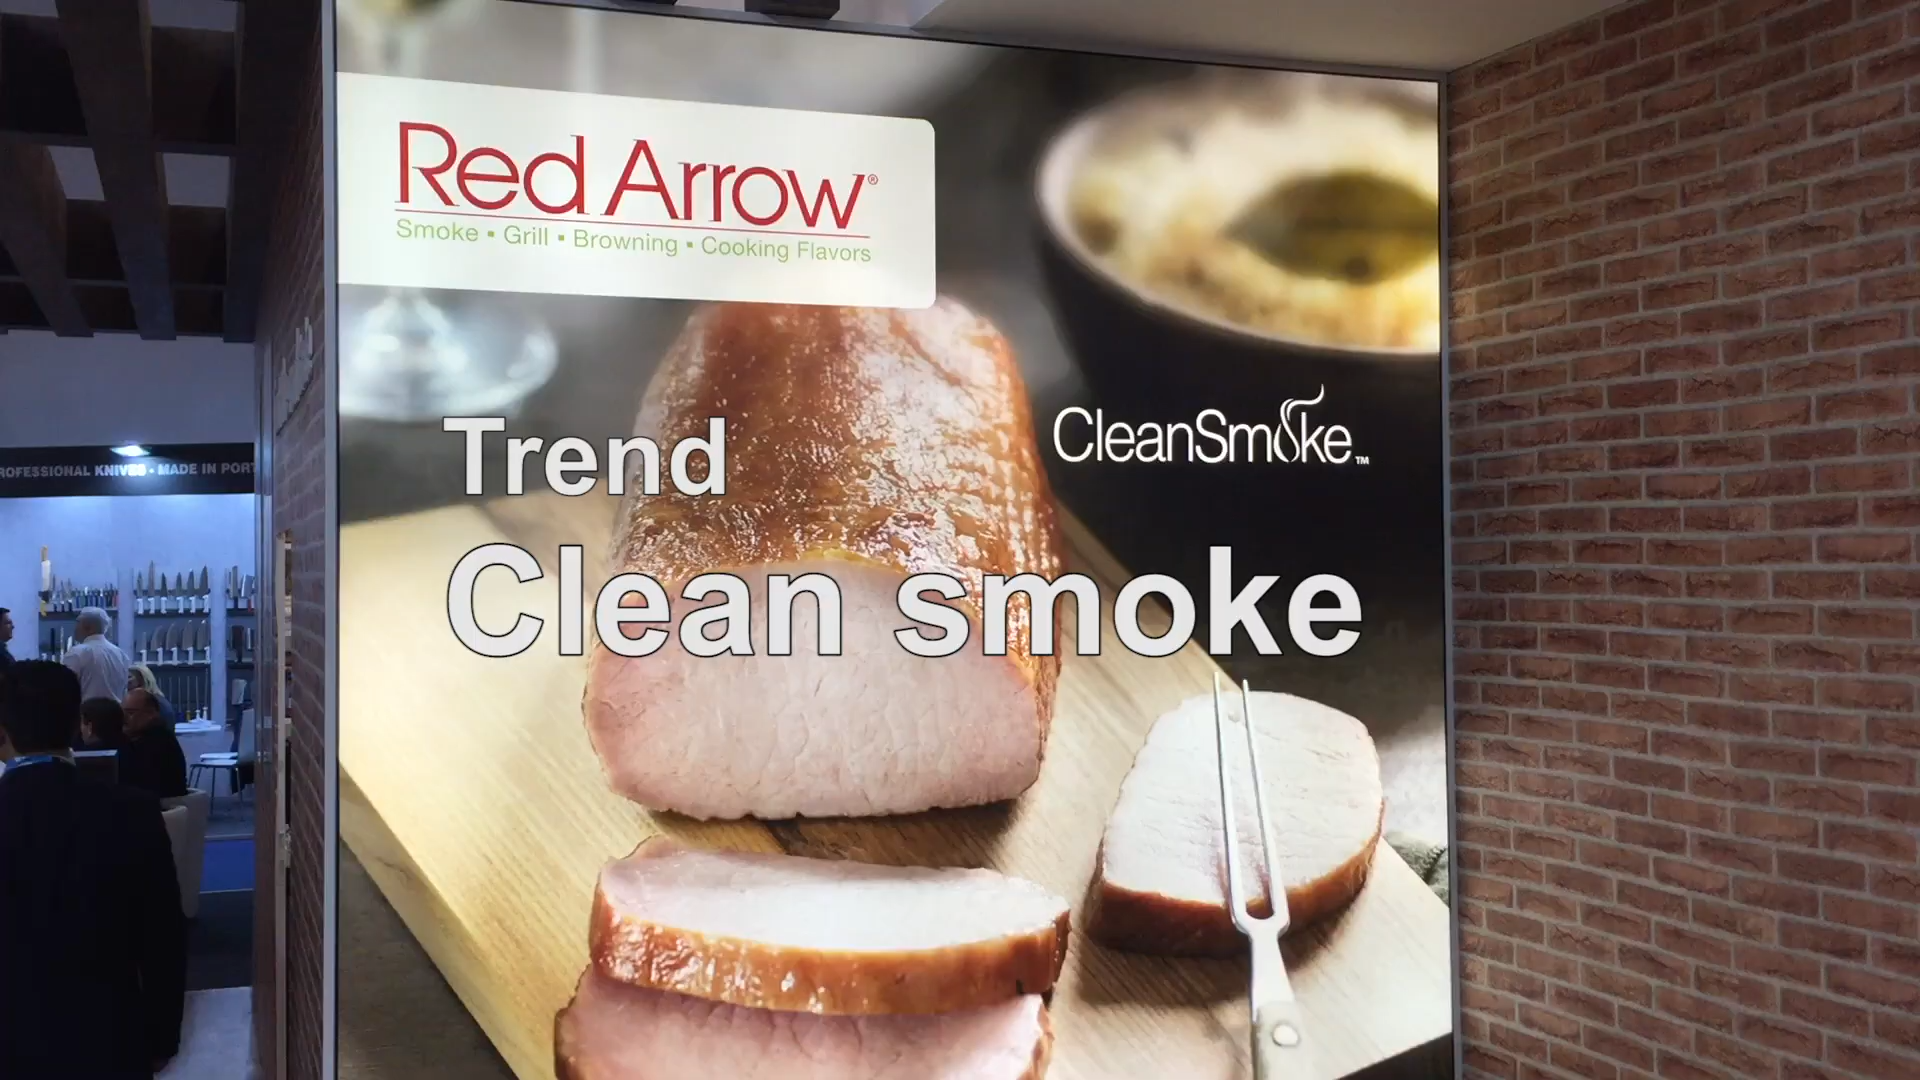 Red Arrow®
Smoke ▪ Grill ▪ Browning ▪ Cooking Flavors
CleanSmoke™
Trend
Clean smoke
PROFESSIONAL KNIVES • MADE IN PORT